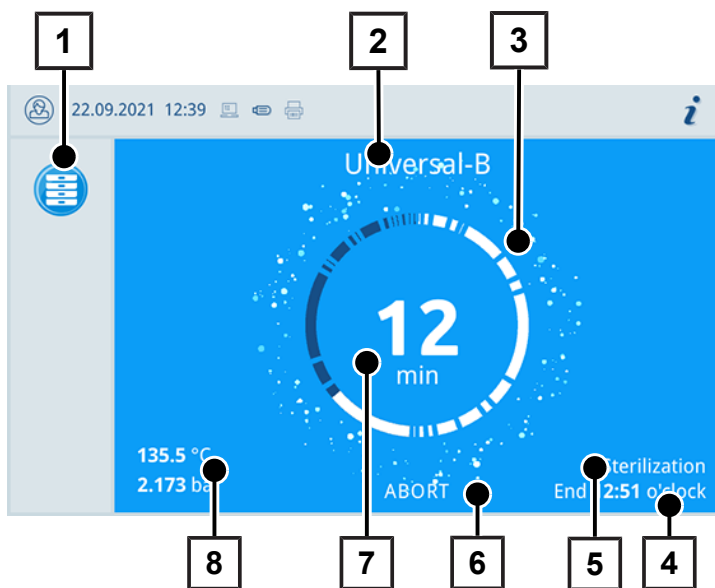 1
2
3
22.09.2021 12:39
i
Universal-B
12
min
135.5 °C
2.173 bar
ABORT
Sterilization
End 12:51 o'clock
8
7
6
5
4